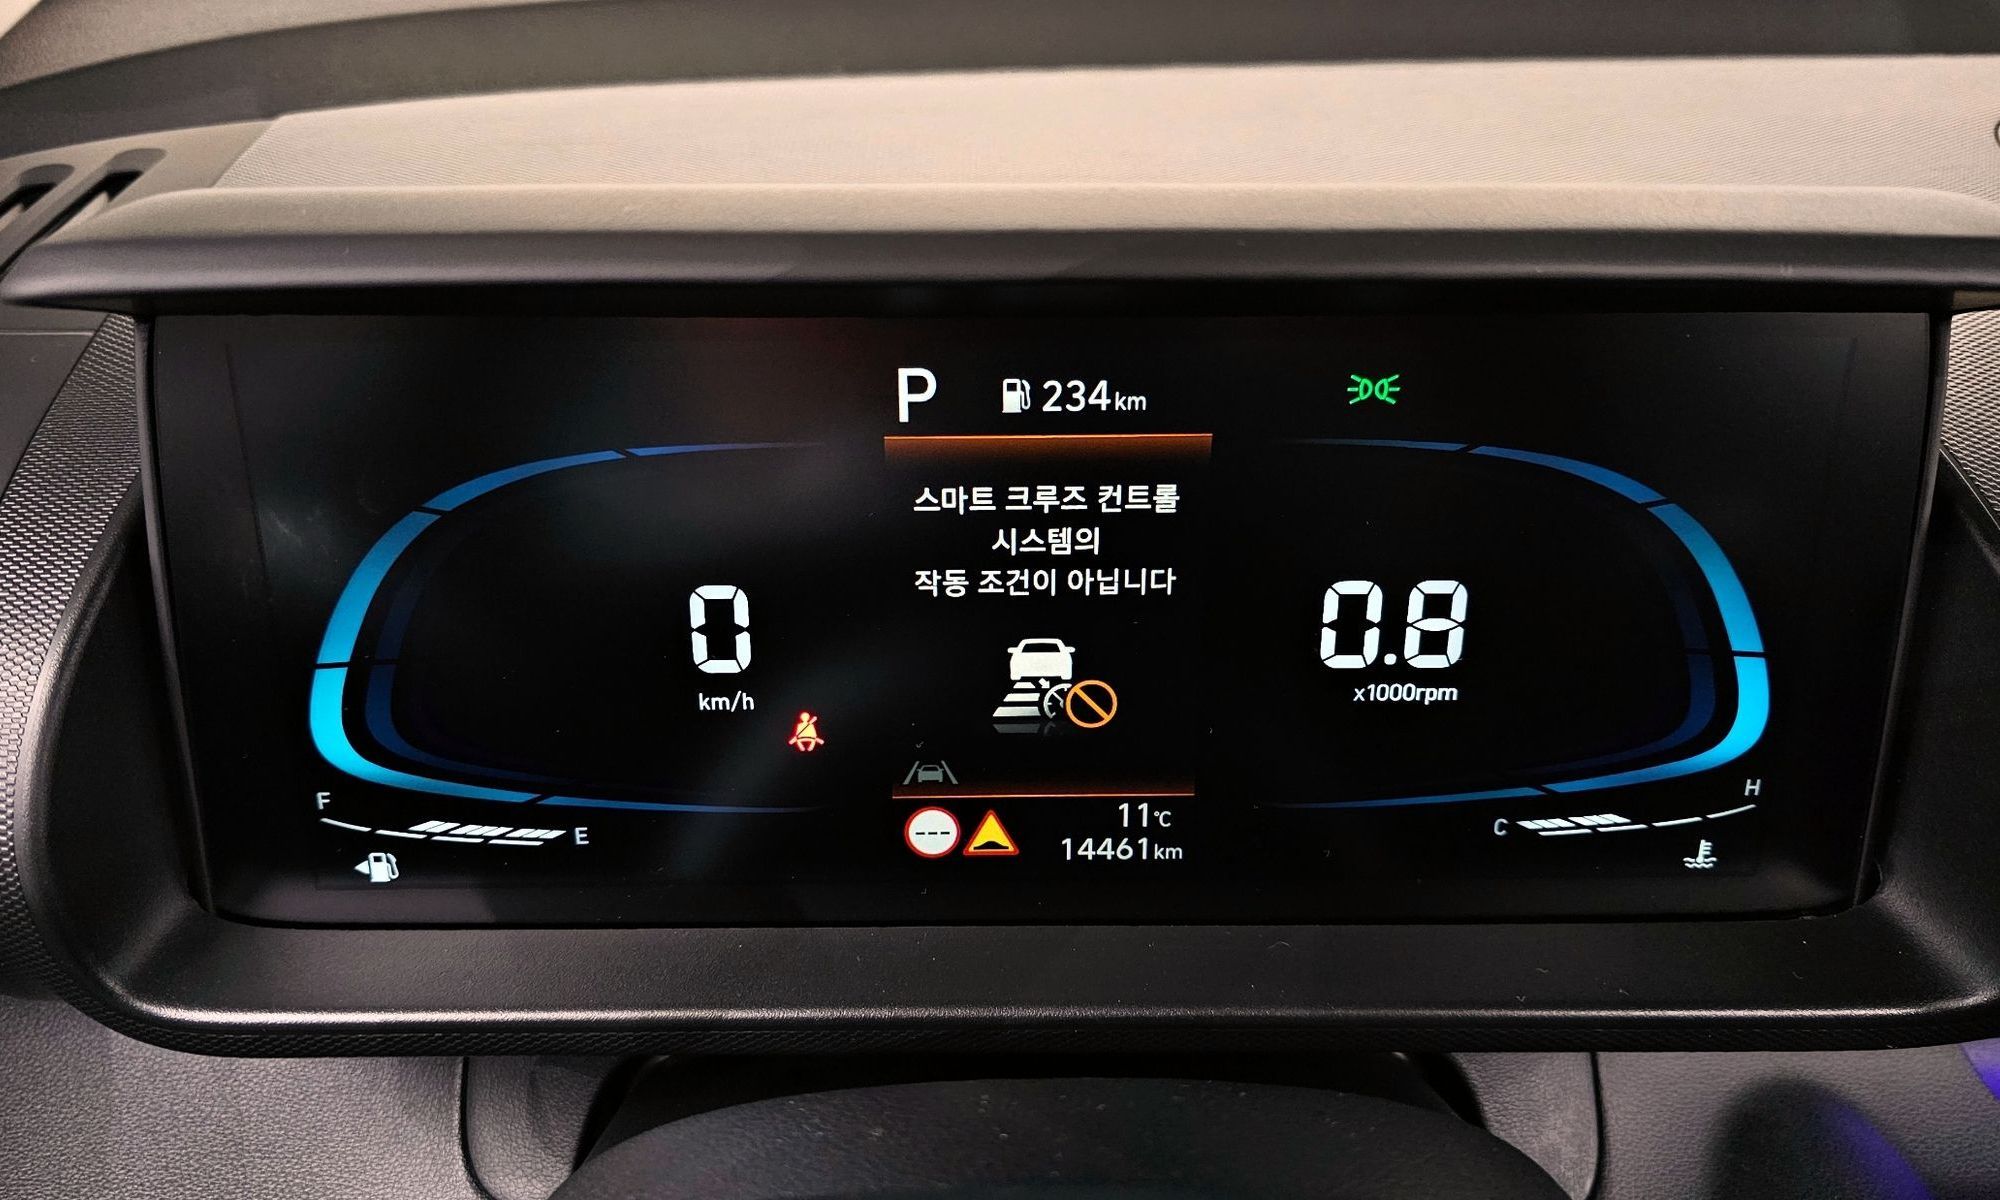 P
234km
스마트 크루즈 컨트롤
시스템의
작동 조건이 아닙니다
0
km/h
0.8
x1000rpm
F
E
C
H
---
11℃
14461km